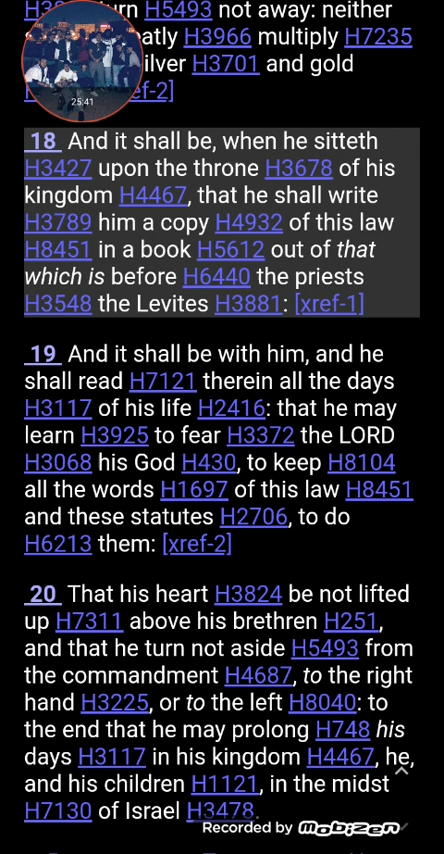 turn H5493 not away: neither
H3966 multiply H7235
H3701 and gold
25:41
18 And it shall be, when he sitteth
H3427 upon the throne H3678 of his
kingdom H4467, that he shall write
H3789 him a copy H4932 of this law
H8451 in a book H5612 out of that
which is before H6440 the priests
H3548 the Levites H3881: [xref-1]
19 And it shall be with him, and he
shall read H7121 therein all the days
H3117 of his life H2416: that he may
learn H3925 to fear H3372 the LORD
H3068 his God H430, to keep H8104
all the words H1697 of this law H8451
and these statutes H2706, to do
H6213 them: [xref-2]
20 That his heart H3824 be not lifted
up H7311 above his brethren H251,
and that he turn not aside H5493 from
the commandment H4687, to the right
hand H3225, or to the left H8040: to
the end that he may prolong H748 his
days H3117 in his kingdom H4467, he,
and his children H1121, in the midst
H7130 of Israel H3478.
Recorded by mobizen